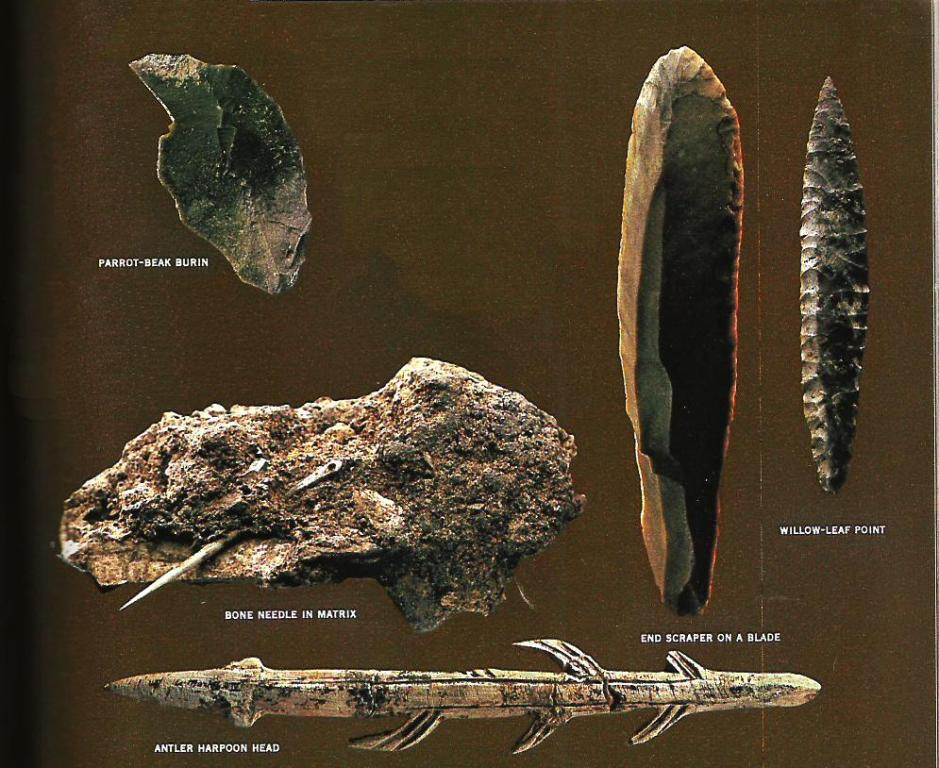 PARROT-BEAK BURIN
WILLOW-LEAF POINT
BONE NEEDLE IN MATRIX
END SCRAPER ON A BLADE
ANTLER HARPOON HEAD